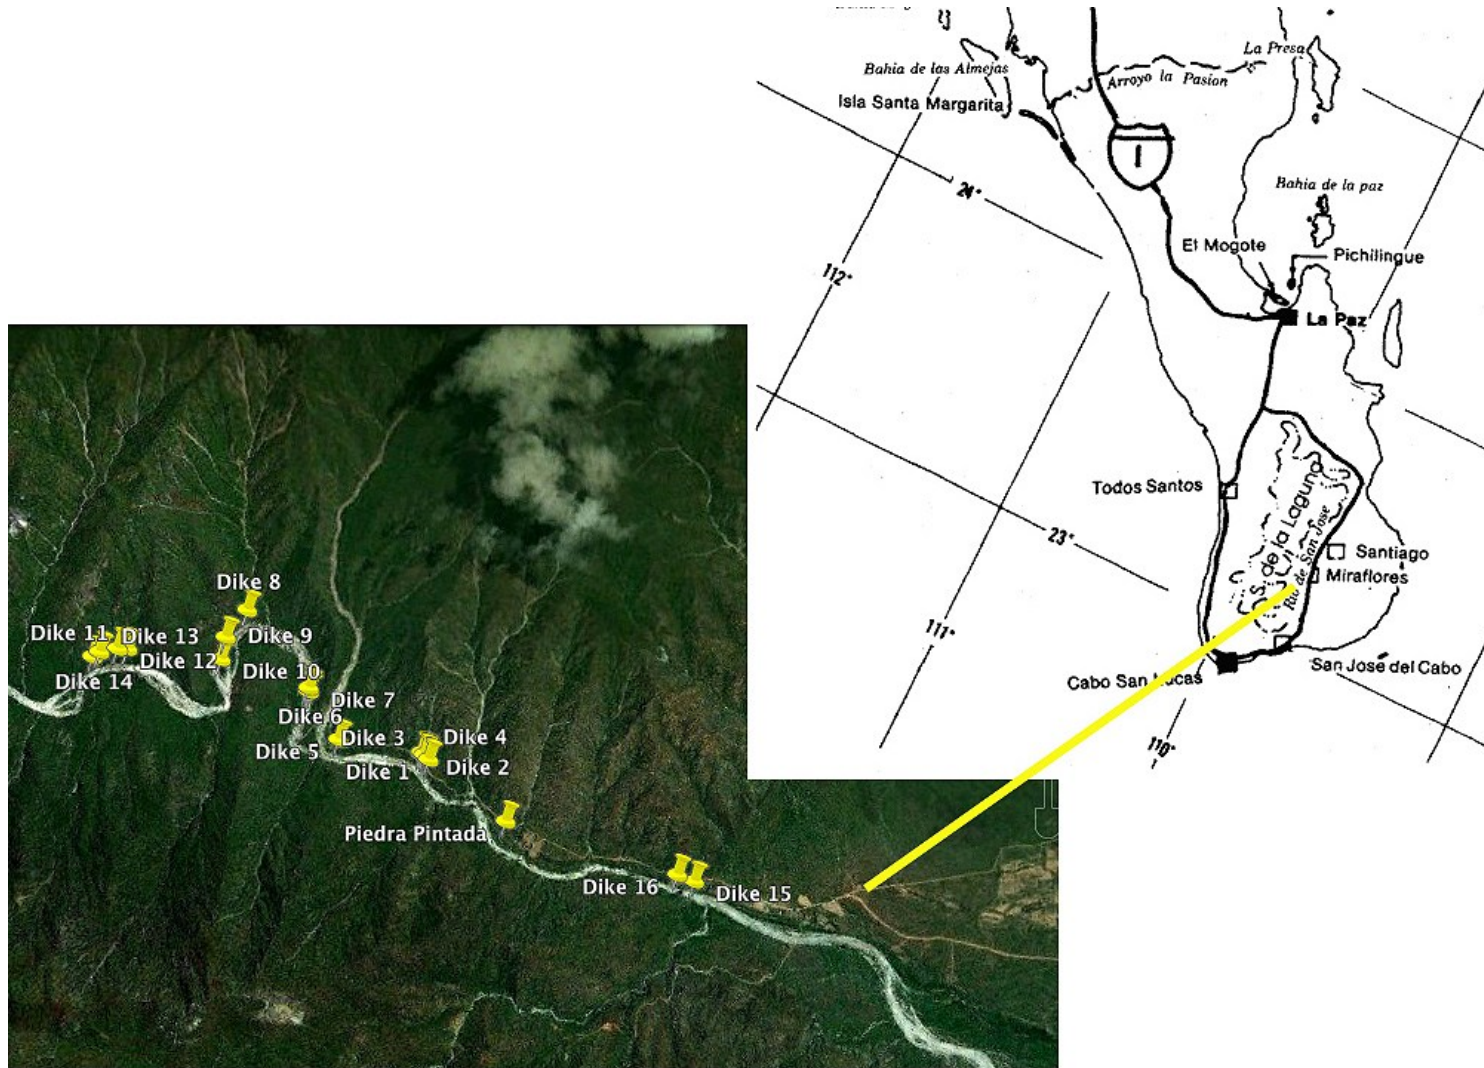 La Presa
Bahia de las Almejas
Arroyo la Pasion
Isla Santa Margarita
1
24°
Bahia de la paz
El Mogote
Pichilingue
112°
La Paz
Todos Santos
S. de la Laguna
Rio de San Jose
23°
Santiago
Miraflores
111°
San José del Cabo
Cabo San Lucas
110°
Dike 8
Dike 11
Dike 13
Dike 9
Dike 12
Dike 10
Dike 14
Dike 7
Dike 6
Dike 5
Dike 3
Dike 4
Dike 1
Dike 2
Piedra Pintada
Dike 16
Dike 15